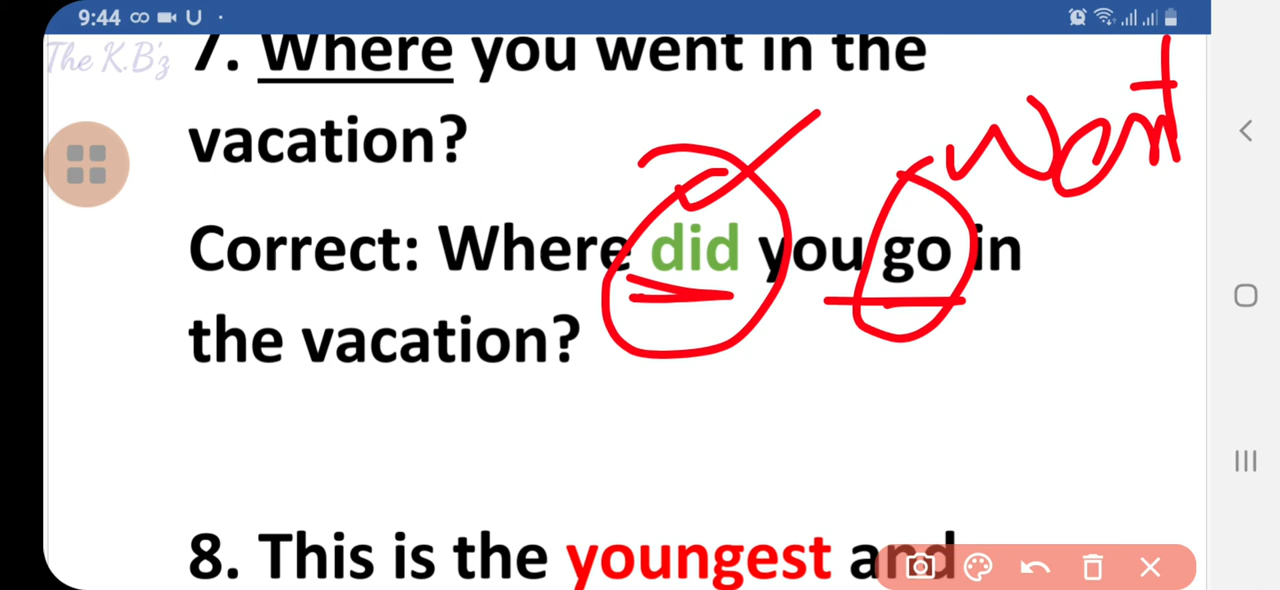 9:44
The K.B'z
7. Where you went in the
vacation?
went
Correct: Where did you go in
the vacation?
8. This is the youngest and